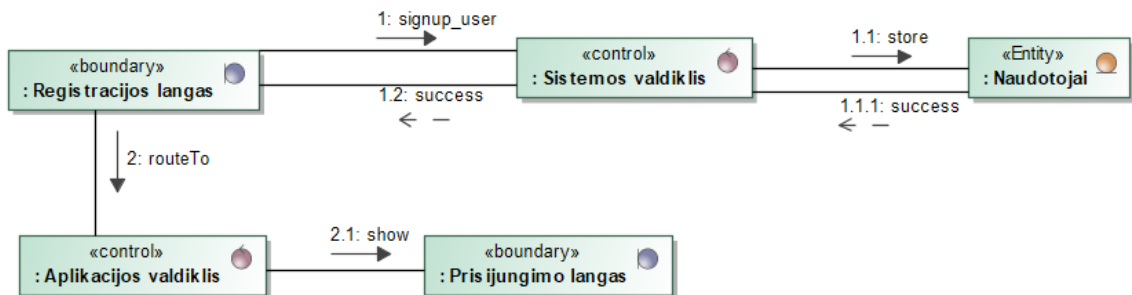 1: signup_user
«boundary»
: Registracijos langas
«control»
: Sistemos valdiklis
1.1: store
«Entity»
: Naudotojai
1.2: success
1.1.1: success
2: routeTo
«control»
: Aplikacijos valdiklis
2.1: show
«boundary»
: Prisijungimo langas